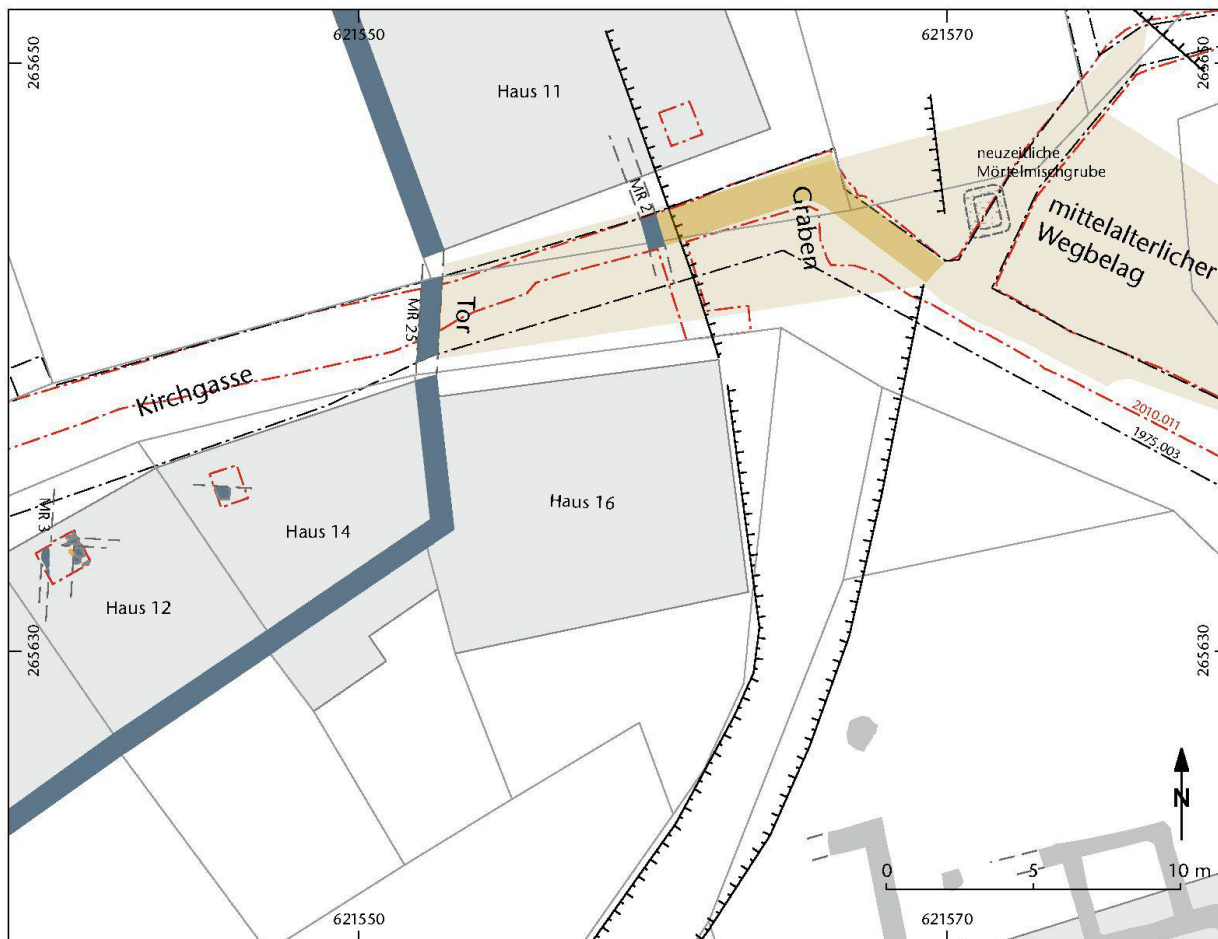 621550
621570
265650
265650
Haus 11
neuzeitliche
Mörtelmischgrube
MR 2
Graben
mittelalterlicher
Wegbelag
MR 25
Tor
Kirchgasse
2010.011
1975.003
Haus 16
Haus 14
MR 3
Haus 12
265630
265630
N
0 5 10 m
621550
621570